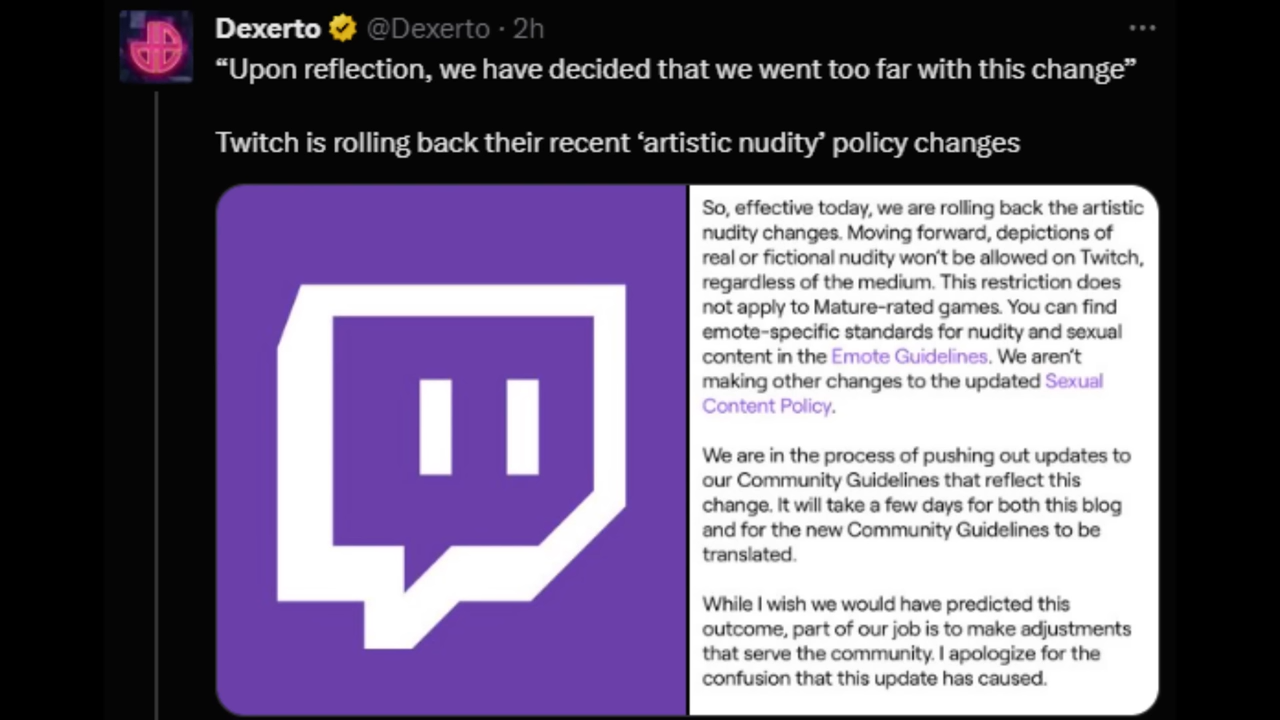 Dexerto @Dexerto · 2h
“Upon reflection, we have decided that we went too far with this change”
Twitch is rolling back their recent ‘artistic nudity’ policy changes
So, effective today, we are rolling back the artistic
nudity changes. Moving forward, depictions of
real or fictional nudity won’t be allowed on Twitch,
regardless of the medium. This restriction does
not apply to Mature-rated games. You can find
emote-specific standards for nudity and sexual
content in the Emote Guidelines. We aren’t
making other changes to the updated Sexual
Content Policy.
We are in the process of pushing out updates to
our Community Guidelines that reflect this
change. It will take a few days for both this blog
and for the new Community Guidelines to be
translated.
While I wish we would have predicted this
outcome, part of our job is to make adjustments
that serve the community. I apologize for the
confusion that this update has caused.